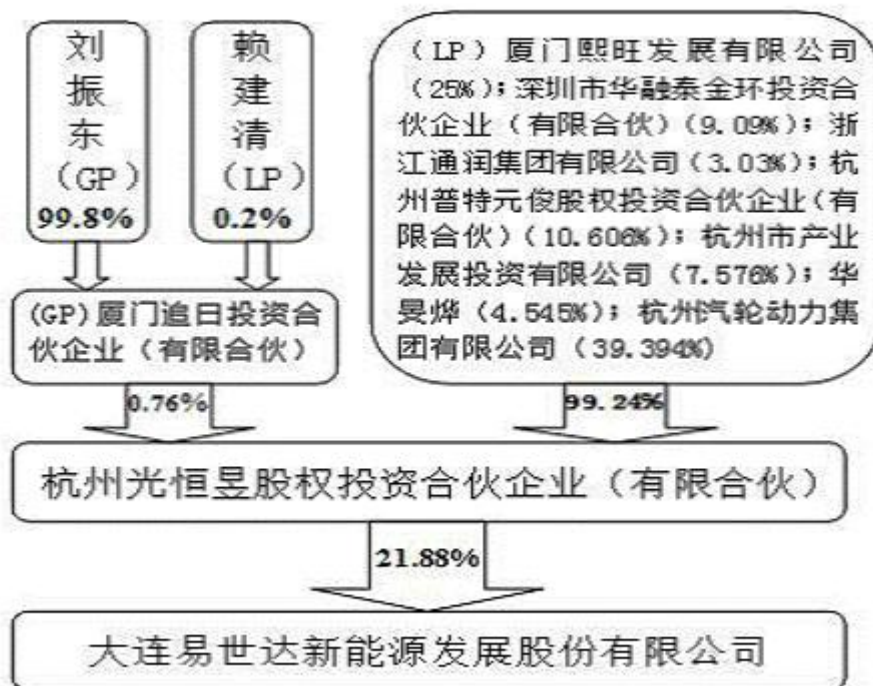 刘振东
(GP)
99.8%
赖建清
(LP)
0.2%
(LP) 厦门熙旺发展有限公司
(25%)；深圳市华融泰金环投资合
伙企业（有限合伙）(9.09%)；浙
江通润集团有限公司(3.03%)；杭
州普特元俊股权投资合伙企业(有
限合伙)(10.606%)；杭州市产业
发展投资有限公司(7.576%)；华
旻烨(4.545%)；杭州汽轮动力集
团有限公司(39.394%)
(GP)厦门追日投资合
伙企业（有限合伙）
0.76%
99.24%
杭州光恒昱股权投资合伙企业（有限合伙）
21.88%
大连易世达新能源发展股份有限公司